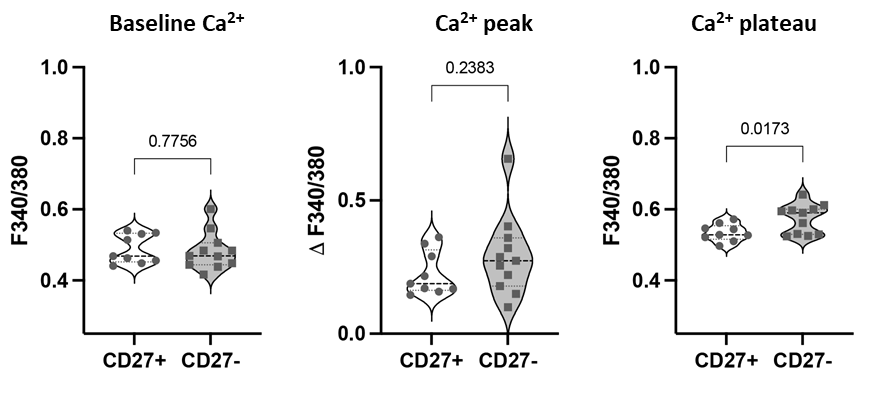 Baseline Ca²⁺
Ca²⁺ peak
Ca²⁺ plateau
F340/380
1.0
0.8
0.6
0.4
0.7756
CD27+
CD27-
Δ F340/380
1.0
0.5
0.0
0.2383
CD27+
CD27-
F340/380
1.0
0.8
0.6
0.4
0.0173
CD27+
CD27-